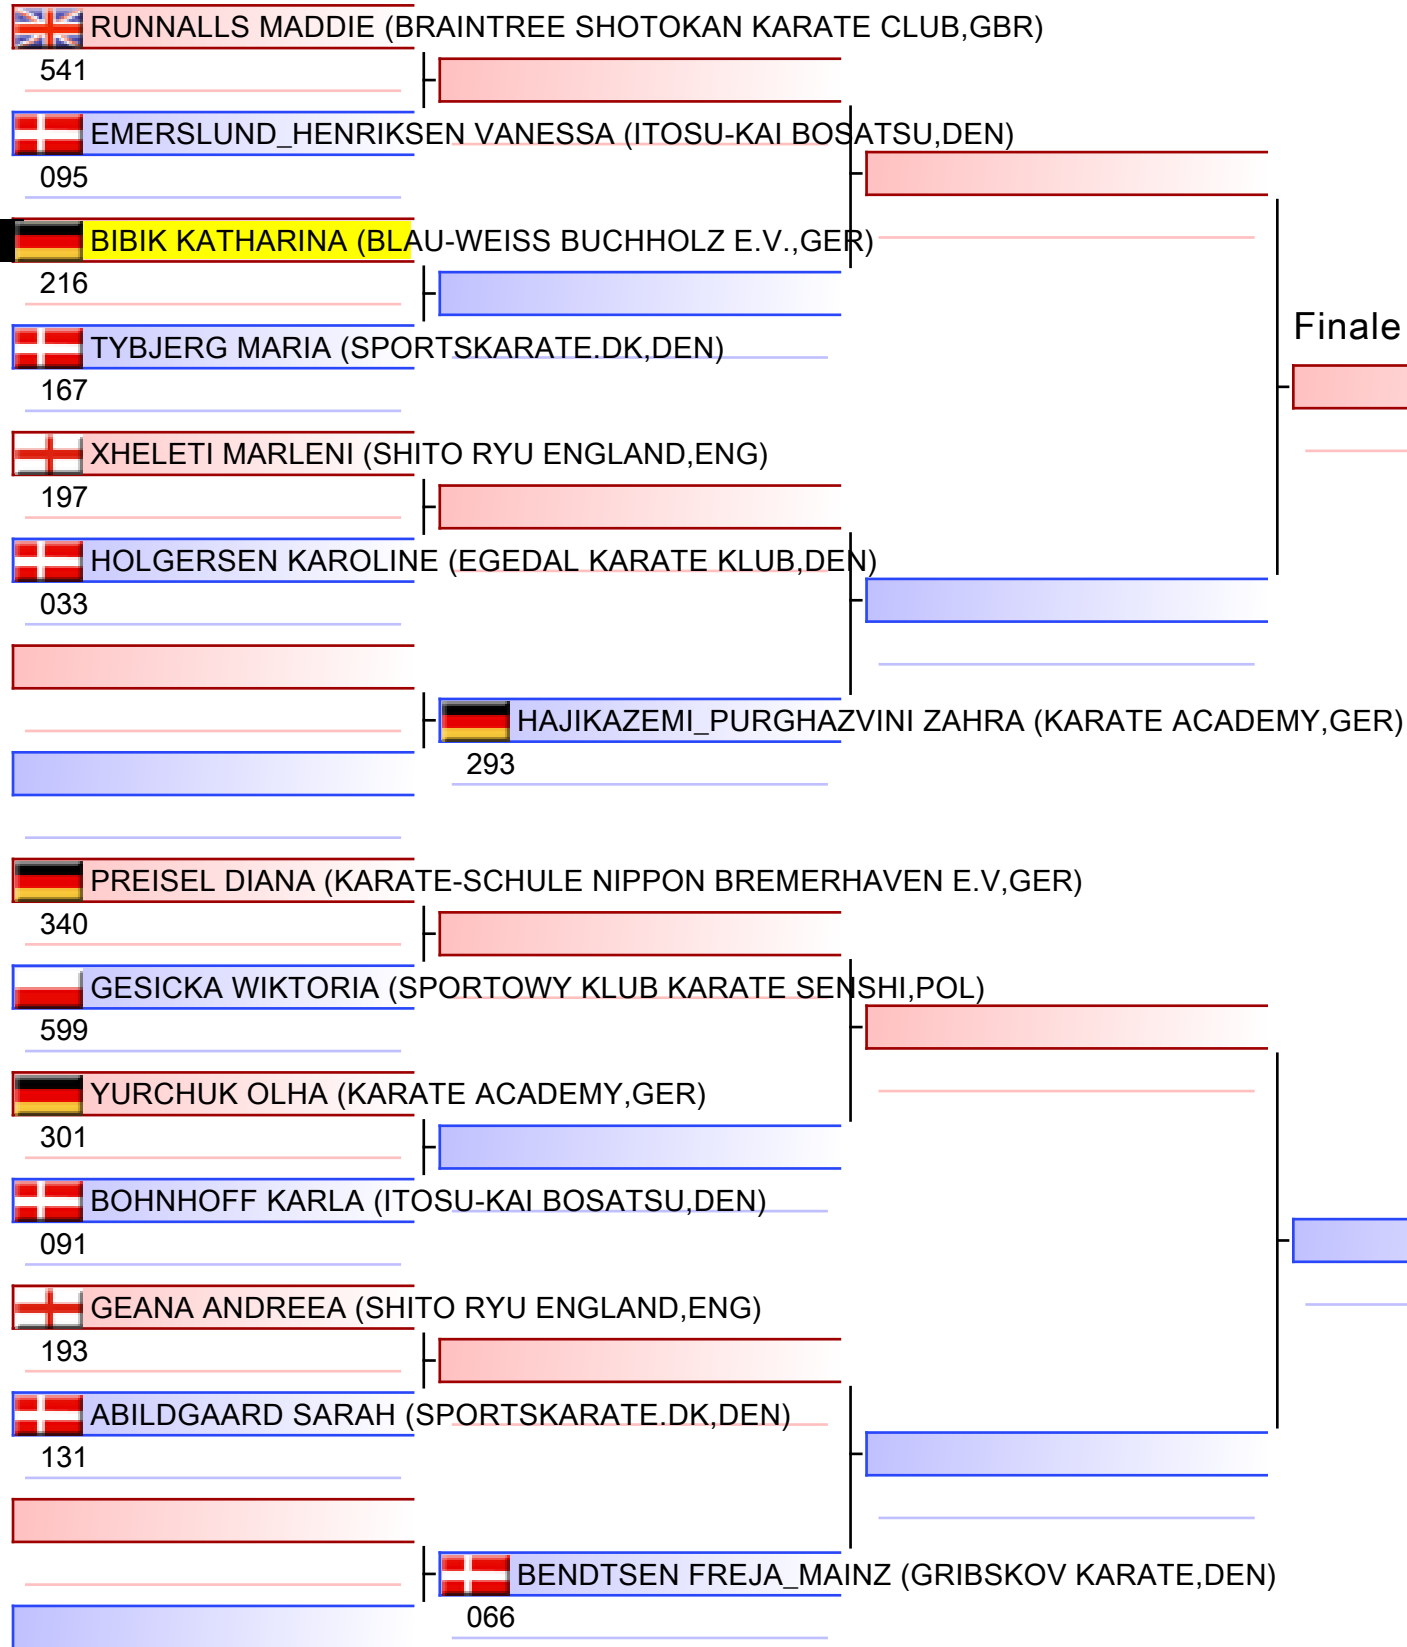 RUNNALLS MADDIE (BRAINTREE SHOTOKAN KARATE CLUB,GBR)
541
EMERSLUND_HENRIKSEN VANESSA (ITOSU-KAI BOSATSU,DEN)
095
BIBIK KATHARINA (BLAU-WEISS BUCHHOLZ E.V.,GER)
216
Finale
TYBJERG MARIA (SPORTSKARATE.DK,DEN)
167
XHELETI MARLENI (SHITO RYU ENGLAND,ENG)
197
HOLGERSEN KAROLINE (EGEDAL KARATE KLUB,DEN)
033
HAJIKAZEMI_PURGHAZVINI ZAHRA (KARATE ACADEMY,GER)
293
PREISEL DIANA (KARATE-SCHULE NIPPON BREMERHAVEN E.V,GER)
340
GESICKA WIKTORIA (SPORTOWY KLUB KARATE SENSHI,POL)
599
YURCHUK OLHA (KARATE ACADEMY,GER)
301
BOHNHOFF KARLA (ITOSU-KAI BOSATSU,DEN)
091
GEANA ANDREEA (SHITO RYU ENGLAND,ENG)
193
ABILDGAARD SARAH (SPORTSKARATE.DK,DEN)
131
BENDTSEN FREJA_MAINZ (GRIBSKOV KARATE,DEN)
066